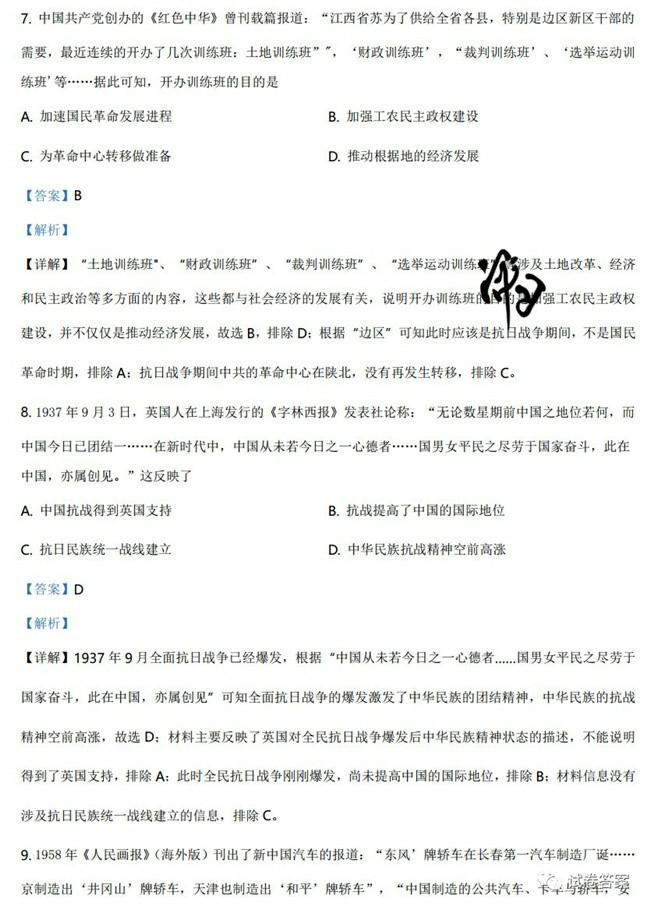 7. 中国共产党创办的《红色中华》曾刊载篇报道：“江西省苏为了供给全省各县，特别是边区新区干部的
需要，最近连续的开办了几次训练班：土地训练班”"，‘财政训练班’，“裁判训练班’、‘选举运动训
练班'等……据此可知，开办训练班的目的是
A. 加速国民革命发展进程 B. 加强工农民主政权建设
C. 为革命中心转移做准备 D. 推动根据地的经济发展
【答案】B
【解析】
【详解】“土地训练班"、“财政训练班”、“裁判训练班”、“选举运动训练班”等涉及土地改革、经济
和民主政治等多方面的内容，这些都与社会经济的发展有关，说明开办训练班的目的是加强工农民主政权
建设，并不仅仅是推动经济发展，故选 B，排除 D；根据“边区”可知此时应该是抗日战争期间，不是国民
革命时期，排除 A；抗日战争期间中共的革命中心在陕北，没有再发生转移，排除 C。
8. 1937 年 9 月 3 日，英国人在上海发行的《字林西报》发表社论称：“无论数星期前中国之地位若何，而
中国今日已团结一……在新时代中，中国从未若今日之一心德者……国男女平民之尽劳于国家奋斗，此在
中国，亦属创见。”这反映了
A. 中国抗战得到英国支持 B. 抗战提高了中国的国际地位
C. 抗日民族统一战线建立 D. 中华民族抗战精神空前高涨
【答案】D
【解析】
【详解】1937 年 9 月全面抗日战争已经爆发，根据“中国从未若今日之一心德者......国男女平民之尽劳于
国家奋斗，此在中国，亦属创见”可知全面抗日战争的爆发激发了中华民族的团结精神，中华民族的抗战
精神空前高涨，故选 D；材料主要反映了英国对全民抗日战争爆发后中华民族精神状态的描述，不能说明
得到了英国支持，排除 A；此时全民抗日战争刚刚爆发，尚未提高中国的国际地位，排除 B；材料信息没有
涉及抗日民族统一战线建立的信息，排除 C。
9. 1958 年《人民画报》（海外版）刊出了新中国汽车的报道：“东风’牌轿车在长春第一汽车制造厂诞……
京制造出‘井冈山’牌轿车，天津也制造出‘和平’牌轿车”，“中国制造的公共汽车、卡车与轿车，安
试卷答案